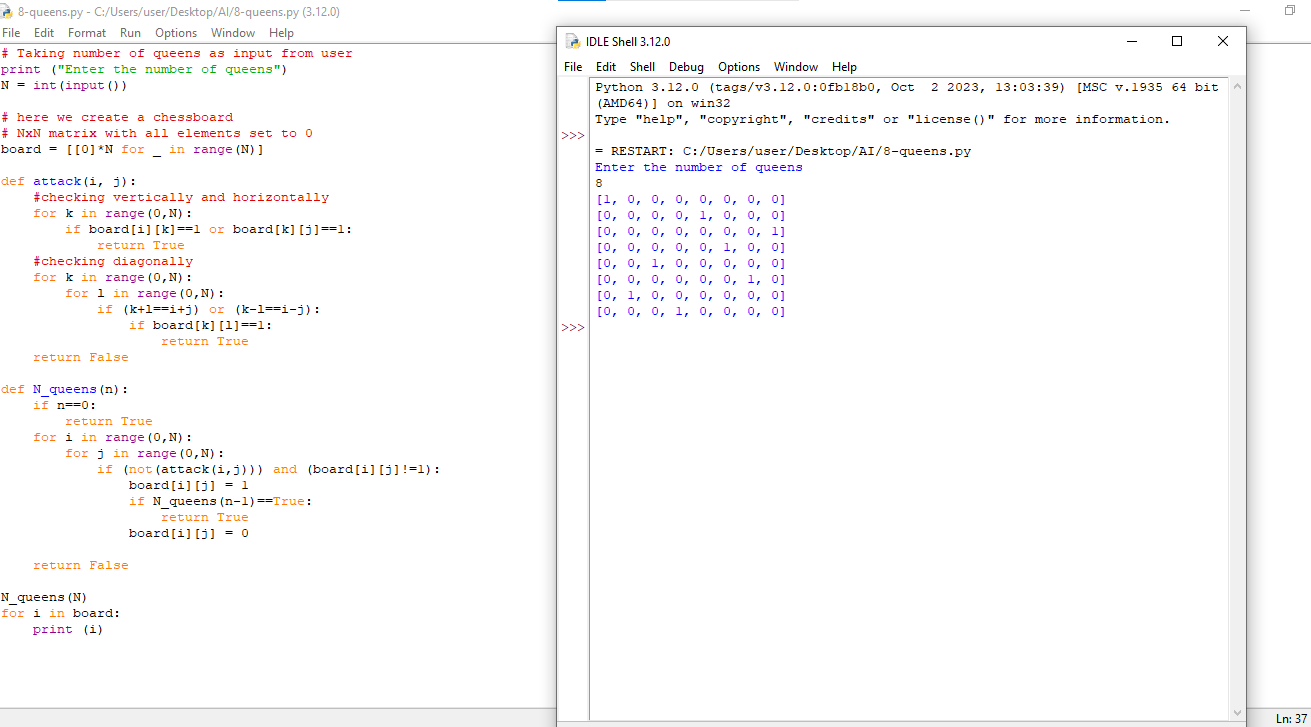 8-queens.py - C:/Users/user/Desktop/AI/8-queens.py (3.12.0)
File Edit Format Run Options Window Help
# Taking number of queens as input from user
print ("Enter the number of queens")
N = int(input())

# here we create a chessboard
# NxN matrix with all elements set to 0
board = [[0]*N for _ in range(N)]

def attack(i, j):
    #checking vertically and horizontally
    for k in range(0,N):
        if board[i][k]==1 or board[k][j]==1:
            return True
    #checking diagonally
    for k in range(0,N):
        for l in range(0,N):
            if (k+l==i+j) or (k-l==i-j):
                if board[k][l]==1:
                    return True
    return False

def N_queens(n):
    if n==0:
        return True
    for i in range(0,N):
        for j in range(0,N):
            if (not(attack(i,j))) and (board[i][j]!=1):
                board[i][j] = 1
                if N_queens(n-1)==True:
                    return True
                board[i][j] = 0

    return False

N_queens(N)
for i in board:
    print (i)
IDLE Shell 3.12.0
File Edit Shell Debug Options Window Help
Python 3.12.0 (tags/v3.12.0:0fb18b0, Oct  2 2023, 13:03:39) [MSC v.1935 64 bit
(AMD64)] on win32
Type "help", "copyright", "credits" or "license()" for more information.
>>>
= RESTART: C:/Users/user/Desktop/AI/8-queens.py
Enter the number of queens
8
[1, 0, 0, 0, 0, 0, 0, 0]
[0, 0, 0, 0, 1, 0, 0, 0]
[0, 0, 0, 0, 0, 0, 0, 1]
[0, 0, 0, 0, 0, 1, 0, 0]
[0, 0, 1, 0, 0, 0, 0, 0]
[0, 0, 0, 0, 0, 0, 1, 0]
[0, 1, 0, 0, 0, 0, 0, 0]
[0, 0, 0, 1, 0, 0, 0, 0]
>>>
Ln: 37